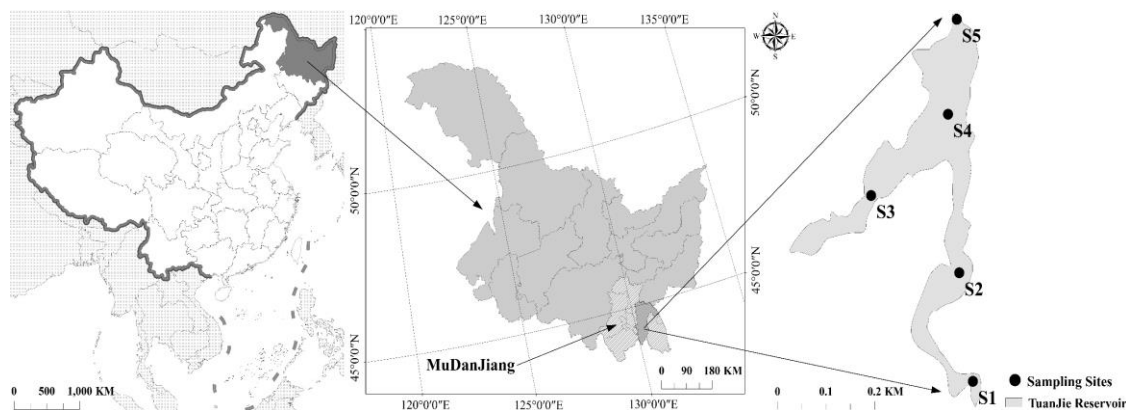 120°0'0"E
125°0'0"E
130°0'0"E
135°0'0"E
N
W
E
S
50°0'0"N
50°0'0"N
45°0'0"N
45°0'0"N
S5
S4
S3
S2
S1
MuDanJiang
0 500 1,000 KM
0 90 180 KM
0 0.1 0.2 KM
120°0'0"E
125°0'0"E
130°0'0"E
Sampling Sites
TuanJie Reservoir